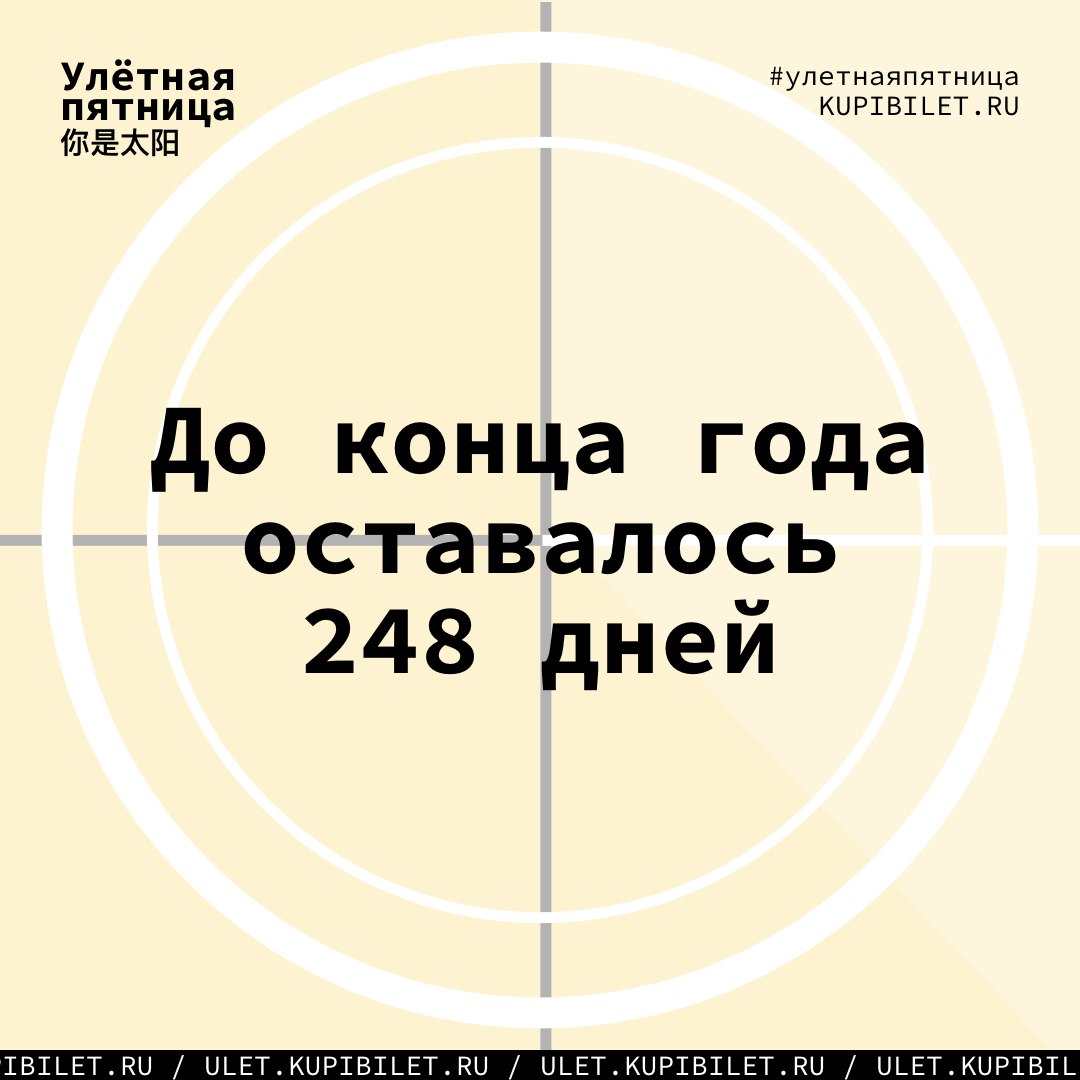 Улётная
пятница
你是太阳
#улетнаяпятница
KUPIBILET.RU
До конца года
оставалось
248 дней
PIBILET.RU / ULET.KUPIBILET.RU / ULET.KUPIBILET.RU / ULET.KUPIBIL